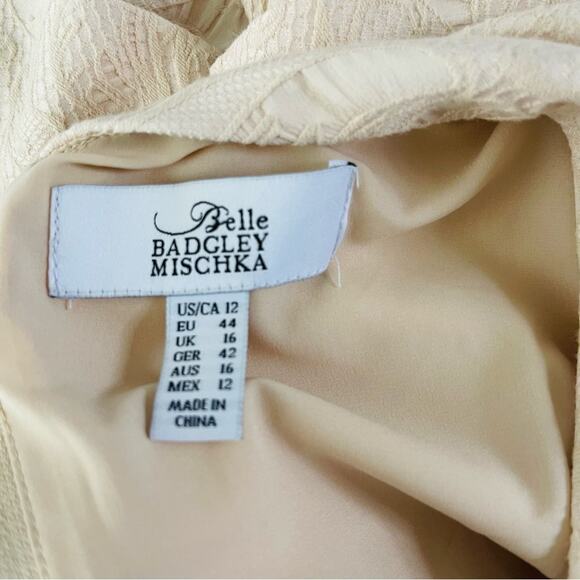 Belle
BADGLEY
MISCHKA
US/CA 12
EU 44
UK 16
GER 42
AUS 16
MEX 12
MADE IN
CHINA